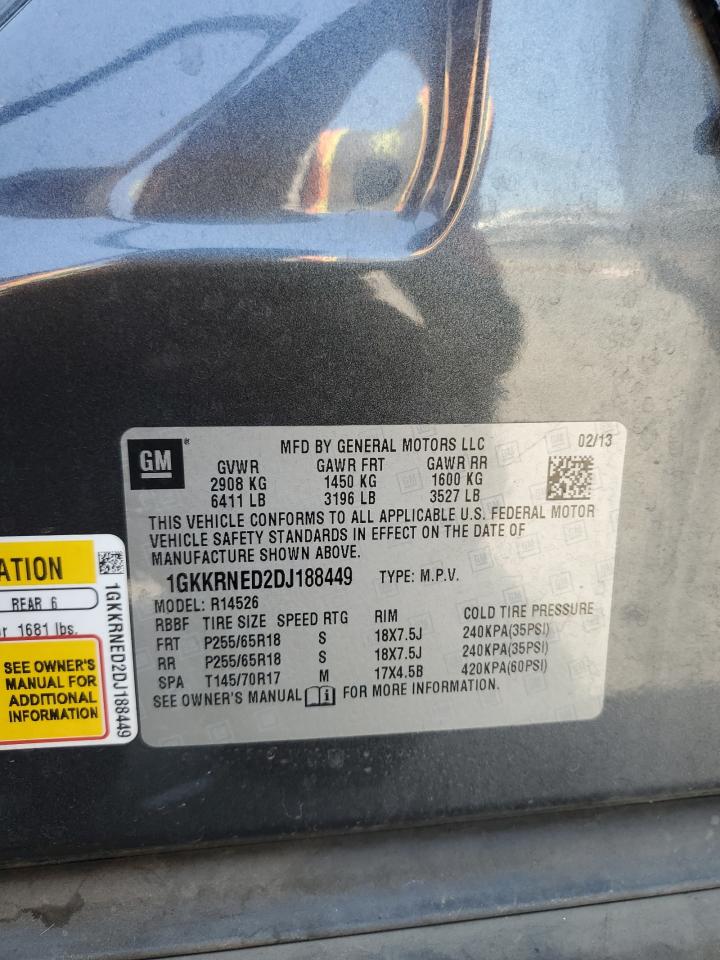 GM
MFD BY GENERAL MOTORS LLC
02/13
GVWR GAWR FRT GAWR RR
2908 KG 1450 KG 1600 KG
6411 LB 3196 LB 3527 LB
THIS VEHICLE CONFORMS TO ALL APPLICABLE U.S. FEDERAL MOTOR
VEHICLE SAFETY STANDARDS IN EFFECT ON THE DATE OF
MANUFACTURE SHOWN ABOVE.
1GKKRNED2DJ188449 TYPE: M.P.V.
MODEL: R14526
RBBF TIRE SIZE SPEED RTG RIM COLD TIRE PRESSURE
FRT P255/65R18 S 18X7.5J 240KPA(35PSI)
RR P255/65R18 S 18X7.5J 240KPA(35PSI)
SPA T145/70R17 M 17X4.5B 420KPA(60PSI)
SEE OWNER'S MANUAL i FOR MORE INFORMATION.
ATION
REAR 6
r 1681 lbs.
SEE OWNER'S
MANUAL FOR
ADDITIONAL
INFORMATION
1GKKRNED2DJ188449